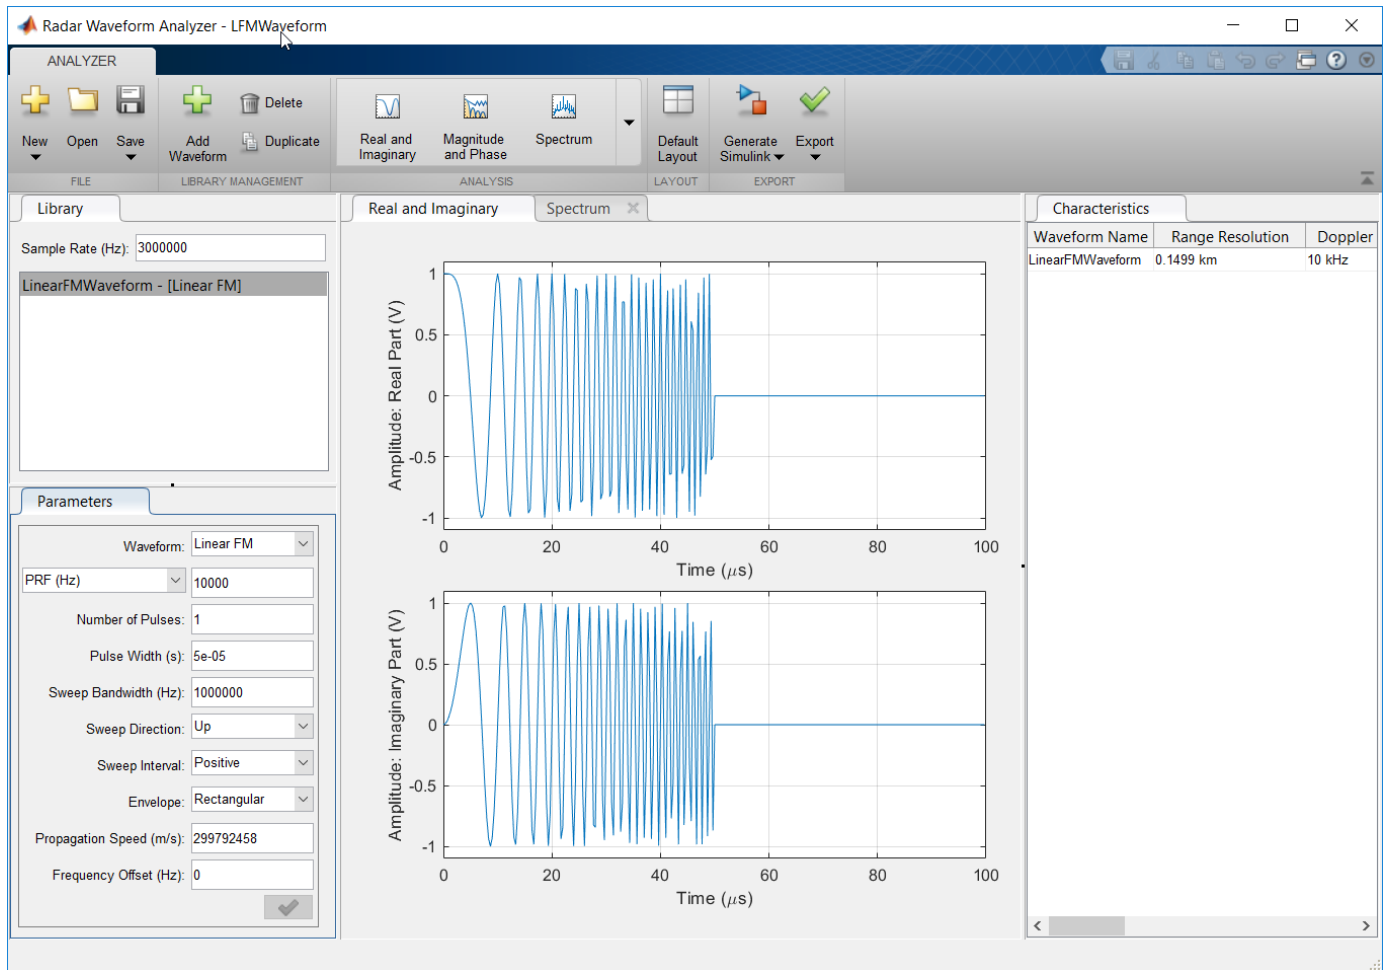 Radar Waveform Analyzer - LFMWaveform
ANALYZER
New
Open
Save
Add
Waveform
Delete
Duplicate
Real and
Imaginary
Magnitude
and Phase
Spectrum
Default
Layout
Generate
Simulink
Export
FILE
LIBRARY MANAGEMENT
ANALYSIS
LAYOUT
EXPORT
Library
Sample Rate (Hz): 3000000
LinearFMWaveform - [Linear FM]
Parameters
Waveform: Linear FM
PRF (Hz) 10000
Number of Pulses: 1
Pulse Width (s): 5e-05
Sweep Bandwidth (Hz): 1000000
Sweep Direction: Up
Sweep Interval: Positive
Envelope: Rectangular
Propagation Speed (m/s): 299792458
Frequency Offset (Hz): 0
Real and Imaginary
Spectrum
Amplitude: Real Part (V)
1
0.5
0
-0.5
-1
0 20 40 60 80 100
Time (μs)
Amplitude: Imaginary Part (V)
1
0.5
0
-0.5
-1
0 20 40 60 80 100
Time (μs)
Characteristics
Waveform Name Range Resolution Doppler
LinearFMWaveform 0.1499 km 10 kHz